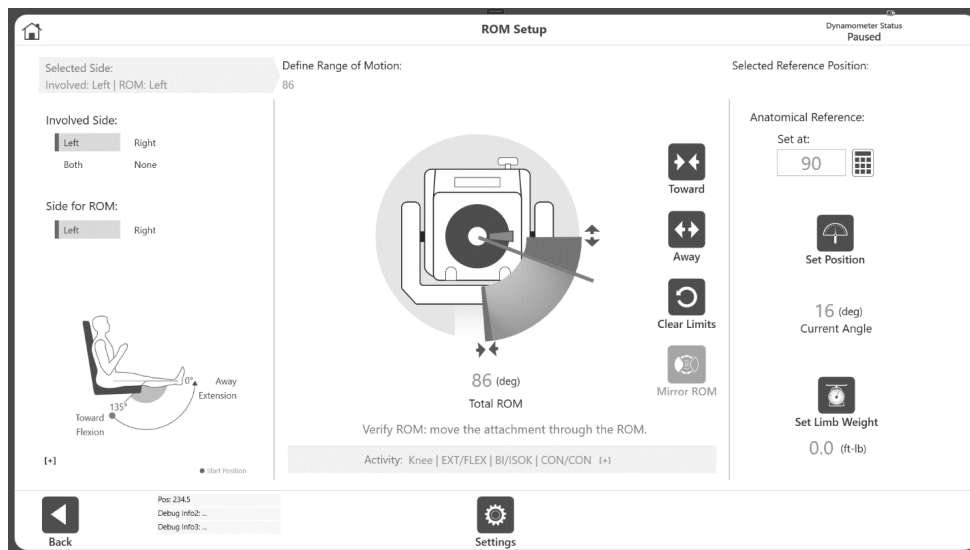 ROM Setup
Dynamometer Status
Paused
Selected Side:
Involved: Left | ROM: Left
Define Range of Motion:
86
Selected Reference Position:
Involved Side:
Left Right
Both None
Side for ROM:
Left Right
0°
Away
Extension
135°
Toward
Flexion
[+]
Start Position
Toward
Away
Clear Limits
Mirror ROM
86 (deg)
Total ROM
Verify ROM: move the attachment through the ROM.
Activity: Knee | EXT/FLEX | BI/ISOK | CON/CON [+]
Anatomical Reference:
Set at:
90
Set Position
16 (deg)
Current Angle
Set Limb Weight
0.0 (ft-lb)
Back
Pos: 234.5
Debug Info2: ...
Debug Info3: ...
Settings